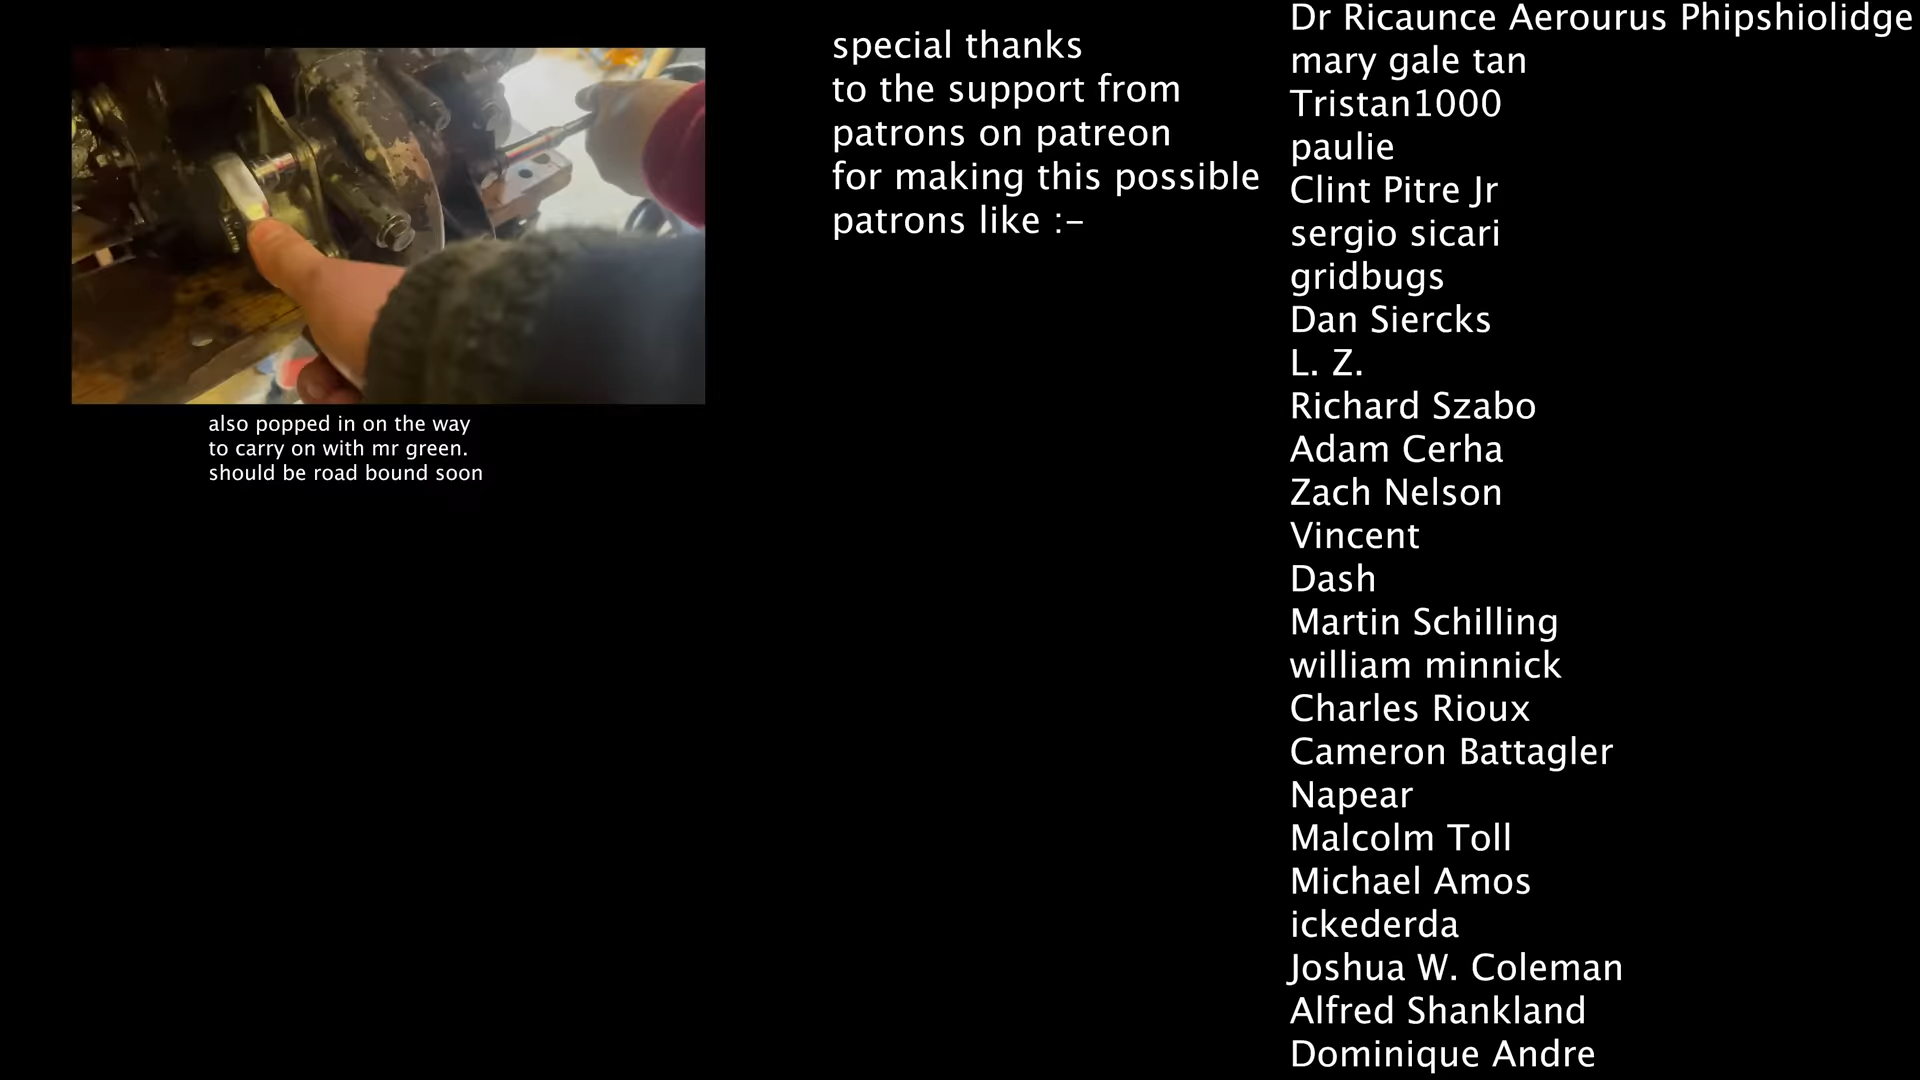 also popped in on the way
to carry on with mr green.
should be road bound soon
special thanks
to the support from
patrons on patreon
for making this possible
patrons like :-
Dr Ricaunce Aerourus Phipshiolidge
mary gale tan
Tristan1000
paulie
Clint Pitre Jr
sergio sicari
gridbugs
Dan Siercks
L. Z.
Richard Szabo
Adam Cerha
Zach Nelson
Vincent
Dash
Martin Schilling
william minnick
Charles Rioux
Cameron Battagler
Napear
Malcolm Toll
Michael Amos
ickederda
Joshua W. Coleman
Alfred Shankland
Dominique Andre